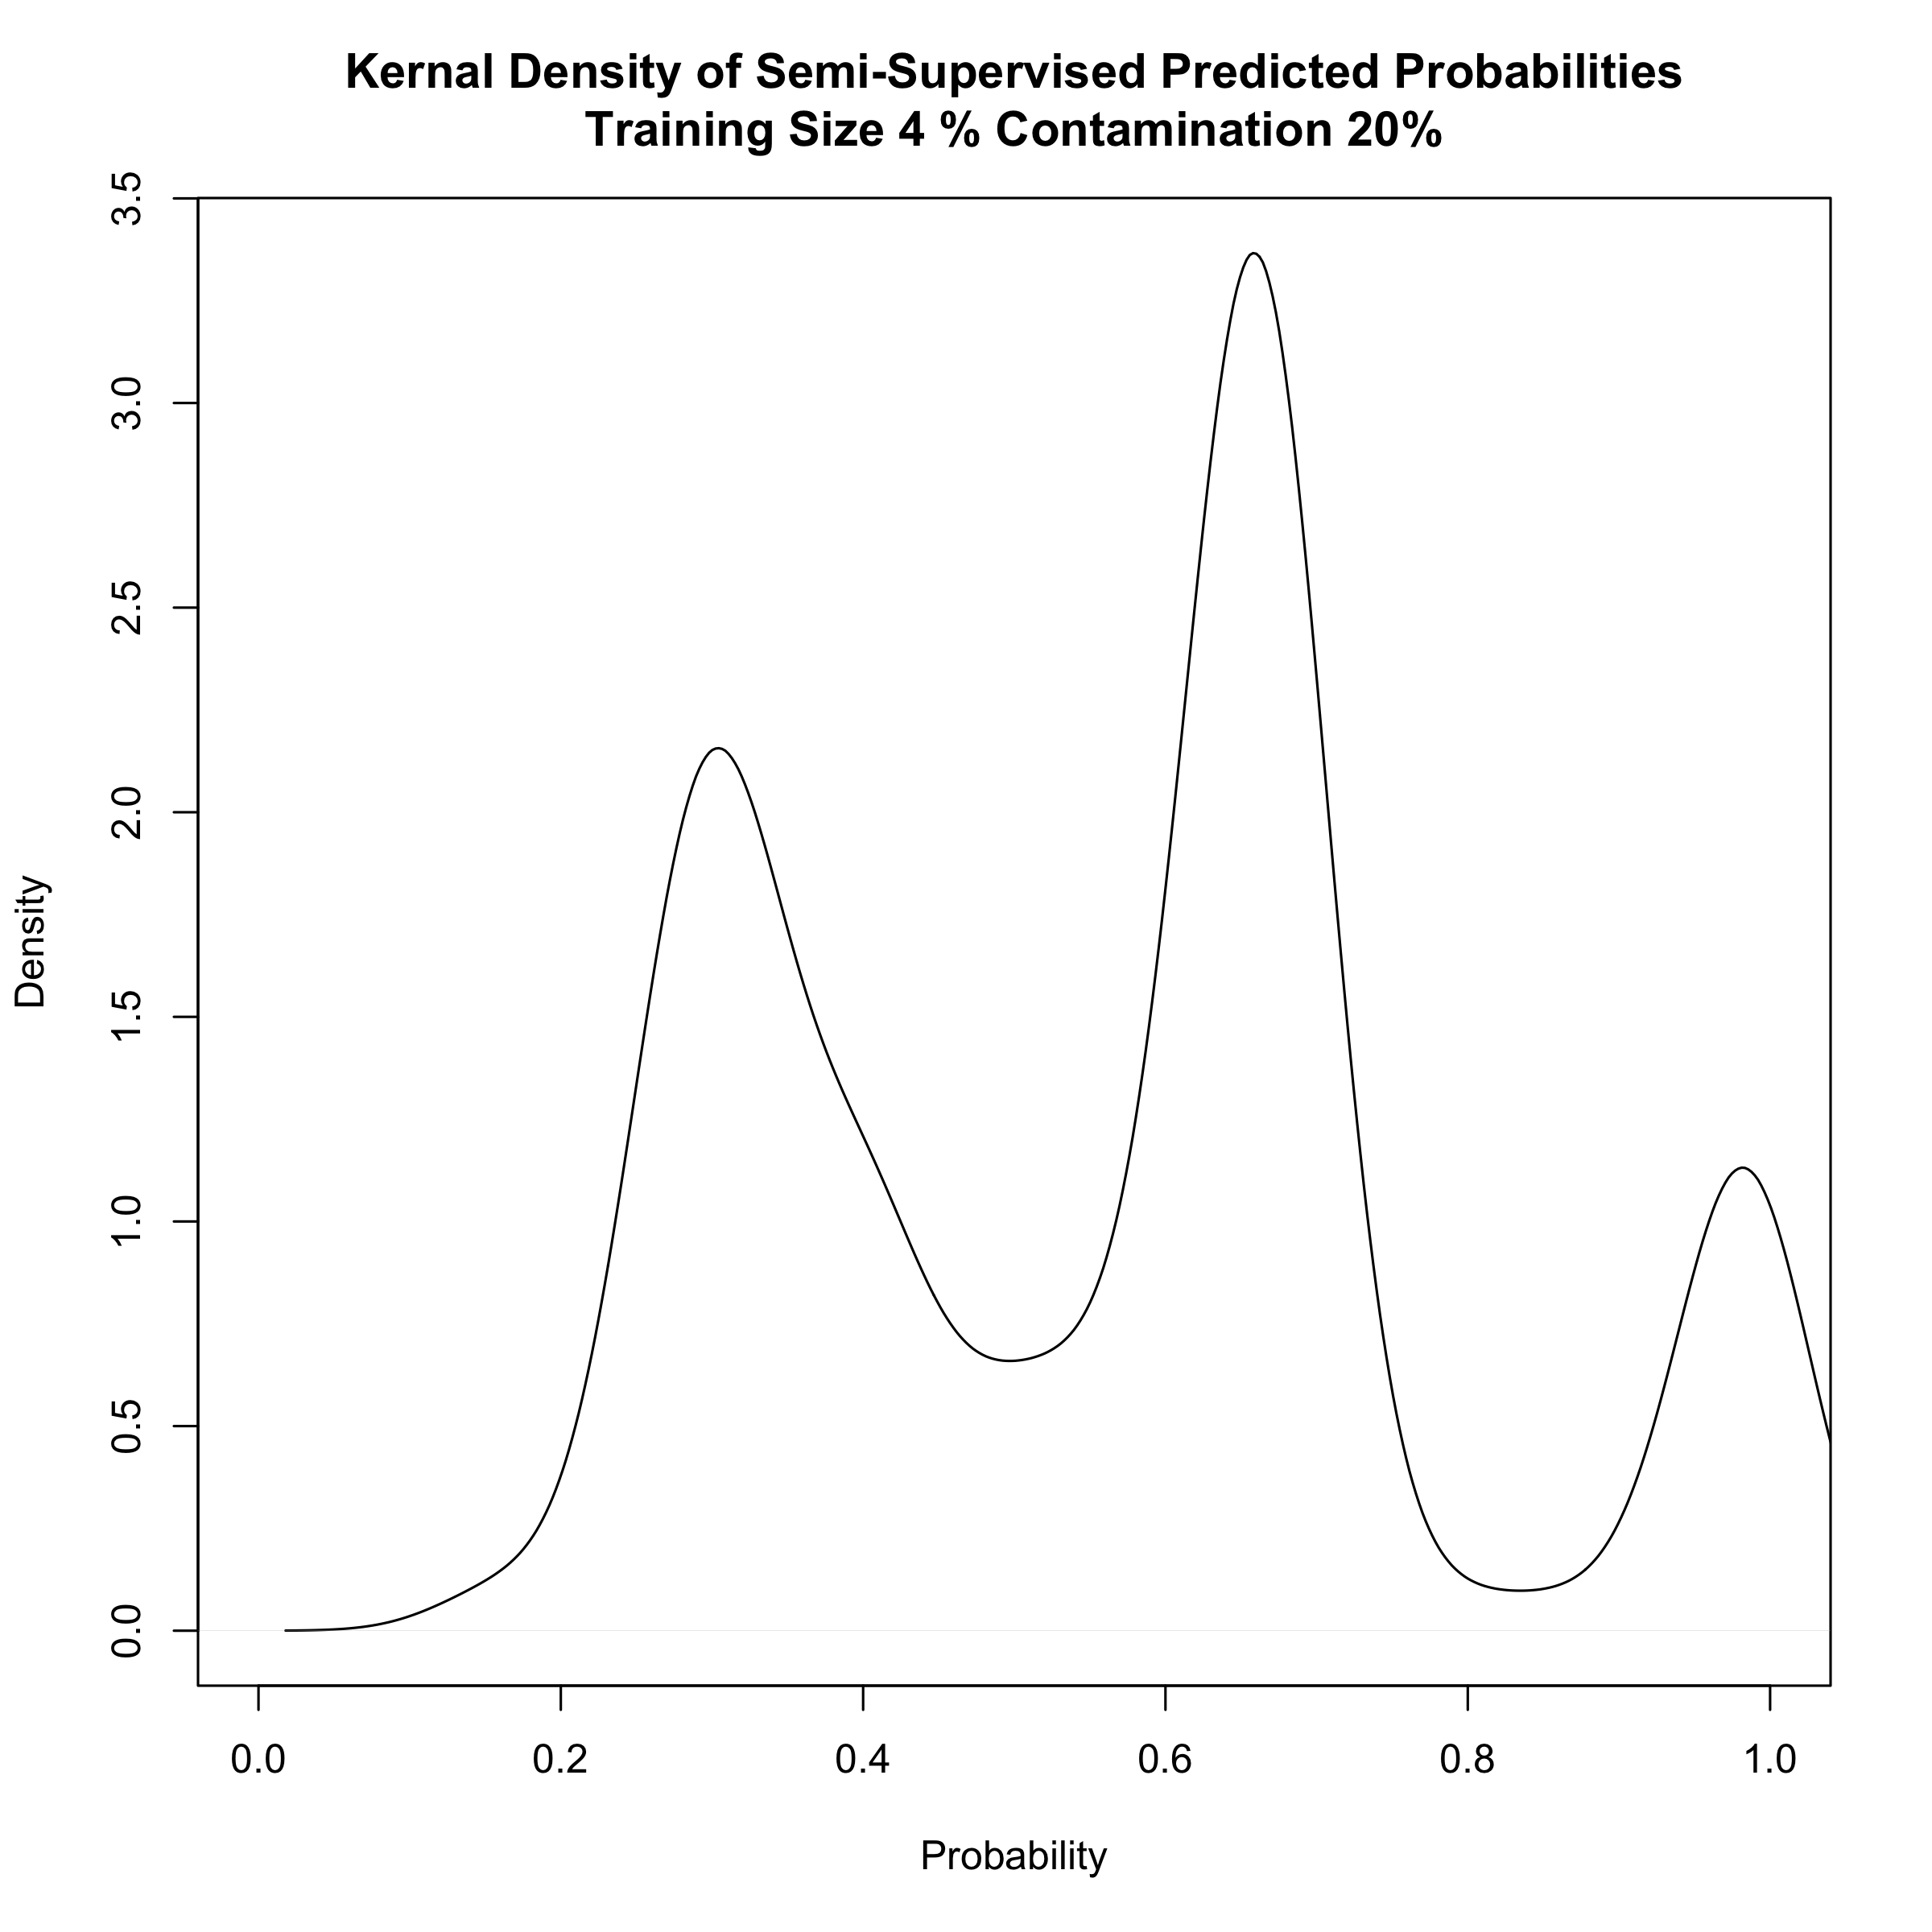 Kernal Density of Semi-Supervised Predicted Probabilities
Training Size 4 % Contamination 20%
3.5
3.0
2.5
2.0
1.5
1.0
0.5
0.0
Density
0.0 0.2 0.4 0.6 0.8 1.0
Probability